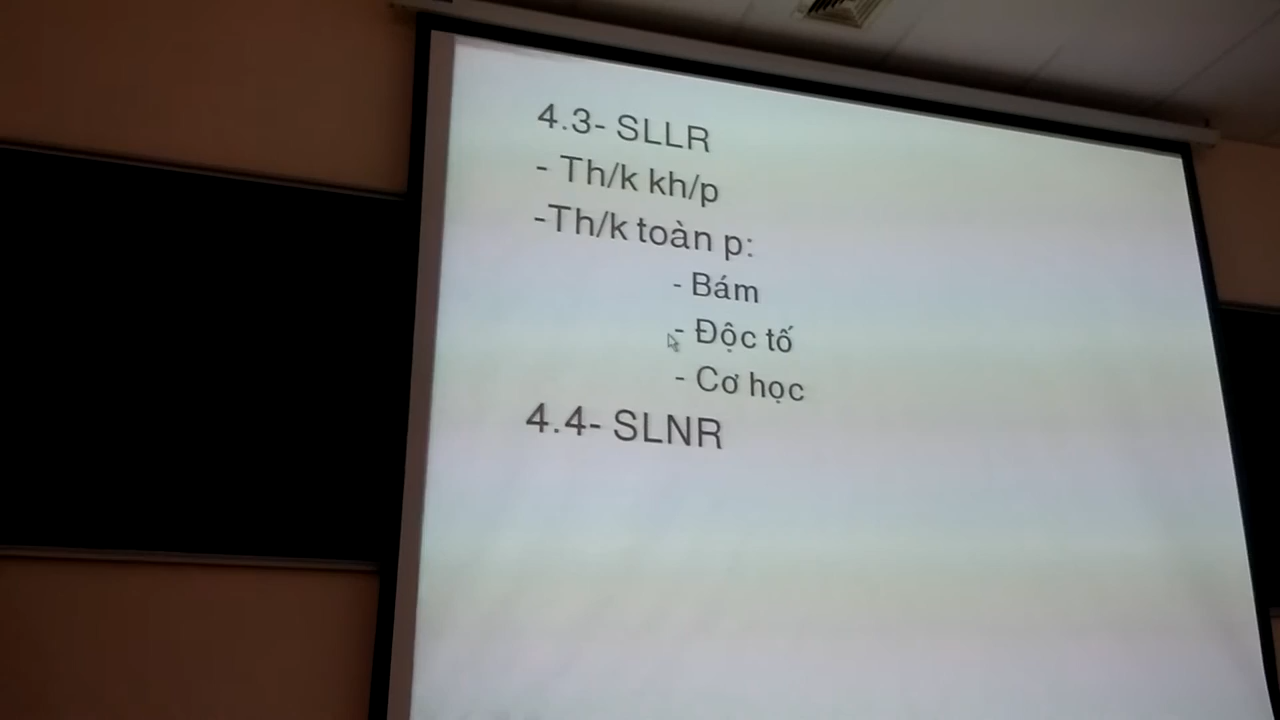 4.3- SLLR
- Th/k kh/p
-Th/k toàn p:
- Bám
- Độc tố
- Cơ học
4.4- SLNR